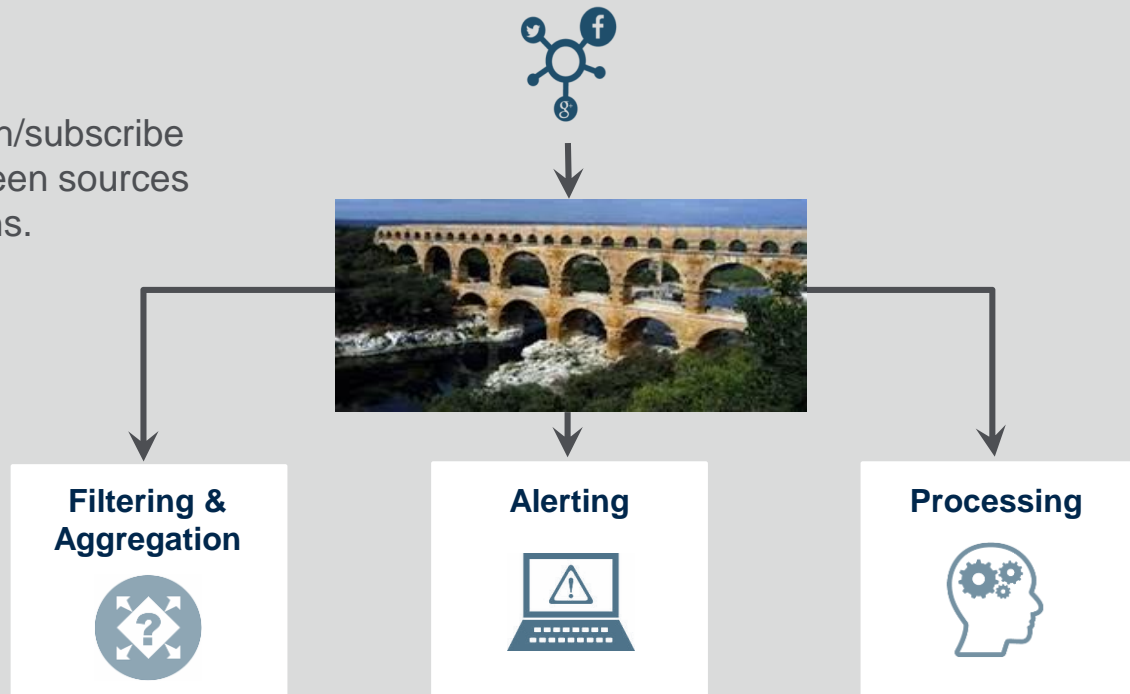 f
g+
n/subscribe
een sources
ns.
Filtering &
Aggregation
Alerting
Processing
?
!